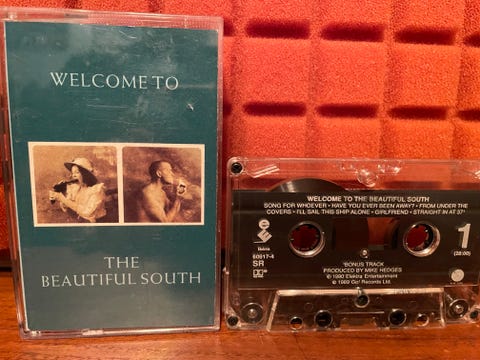 WELCOME TO
THE
BEAUTIFUL SOUTH
WELCOME TO THE BEAUTIFUL SOUTH
SONG FOR WHOEVER • HAVE YOU EVER BEEN AWAY? • FROM UNDER THE
COVERS • I'LL SAIL THIS SHIP ALONE • GIRLFRIEND • STRAIGHT IN AT 37*
60917-4
SR
1
(28:00)
*BONUS TRACK
PRODUCED BY MIKE HEDGES
℗ 1990 Elektra Entertainment
© 1989 Go! Records Ltd.